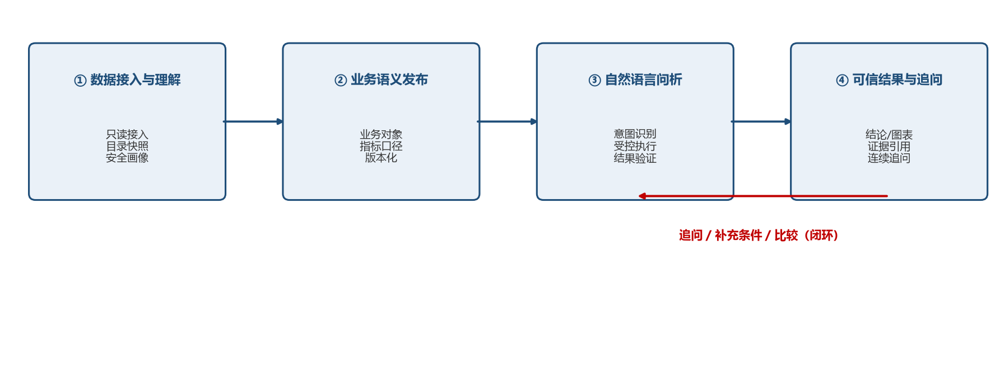 ① 数据接入与理解
只读接入
目录快照
安全画像
② 业务语义发布
业务对象
指标口径
版本化
③ 自然语言问析
意图识别
受控执行
结果验证
④ 可信结果与追问
结论/图表
证据引用
连续追问
追问 / 补充条件 / 比较（闭环）